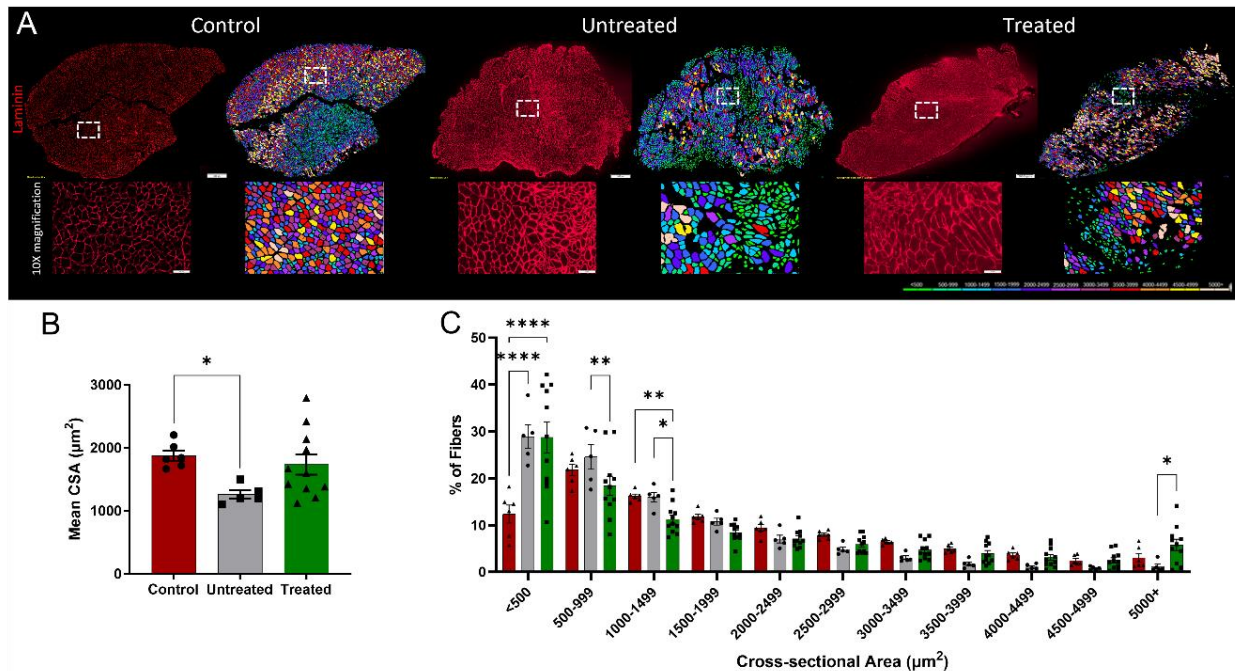 A
Control
Untreated
Treated
Laminin
10X magnification
<500 500-999 1000-1499 1500-1999 2000-2499 2500-2999 3000-3499 3500-3999 4000-4499 4500-4999 5000+
B
*
3000
2000
1000
0
Mean CSA (µm²)
Control Untreated Treated
C
****
****
**
**
*
*
50
40
30
20
10
0
% of Fibers
<500 500-999 1000-1499 1500-1999 2000-2499 2500-2999 3000-3499 3500-3999 4000-4499 4500-4999 5000+
Cross-sectional Area (µm²)